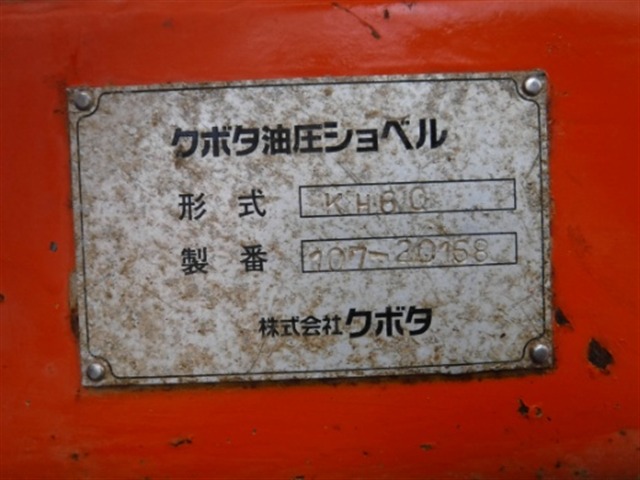 クボタ油圧ショベル
形式 KH60
製番 107-20158
株式会社クボタ